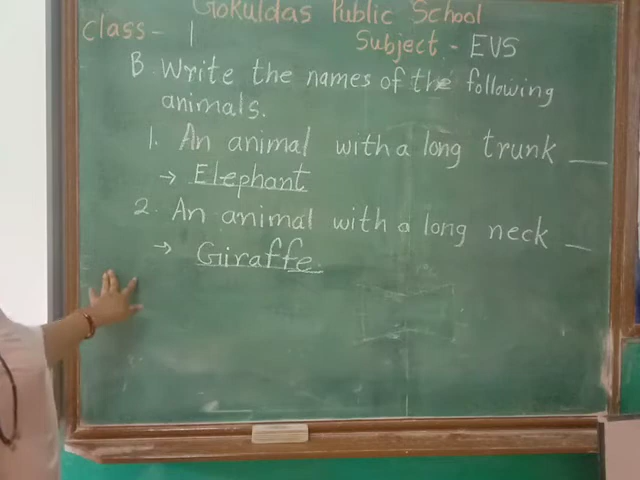 Gokuldas Public School
Class - 1
Subject - EVS
B. Write the names of the following
animals.
1. An animal with a long trunk __
→ Elephant
2. An animal with a long neck _
→ Giraffe.